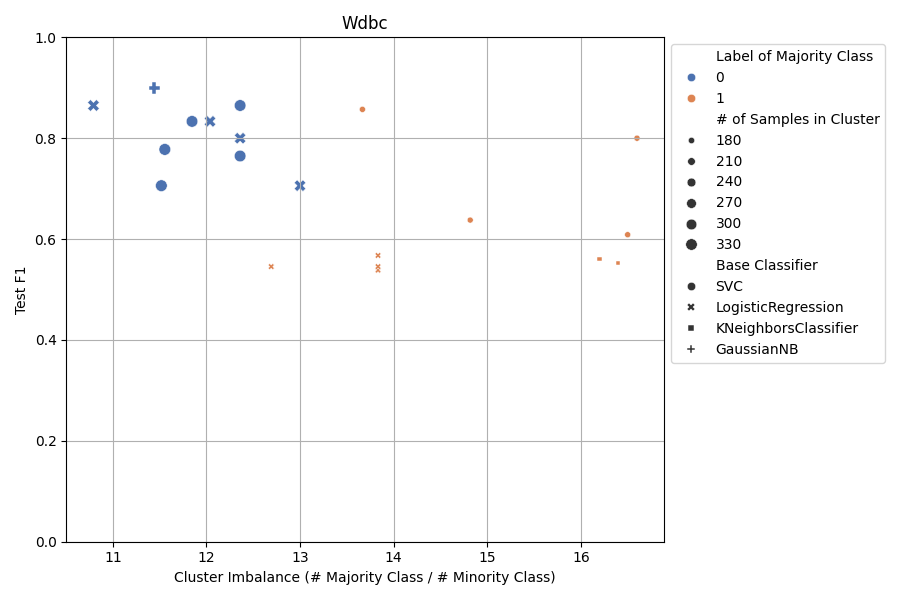 Wdbc
1.0
0.8
0.6
0.4
0.2
0.0
Test F1
11 12 13 14 15 16
Cluster Imbalance (# Majority Class / # Minority Class)
Label of Majority Class
0
1
# of Samples in Cluster
180
210
240
270
300
330
Base Classifier
SVC
LogisticRegression
KNeighborsClassifier
GaussianNB